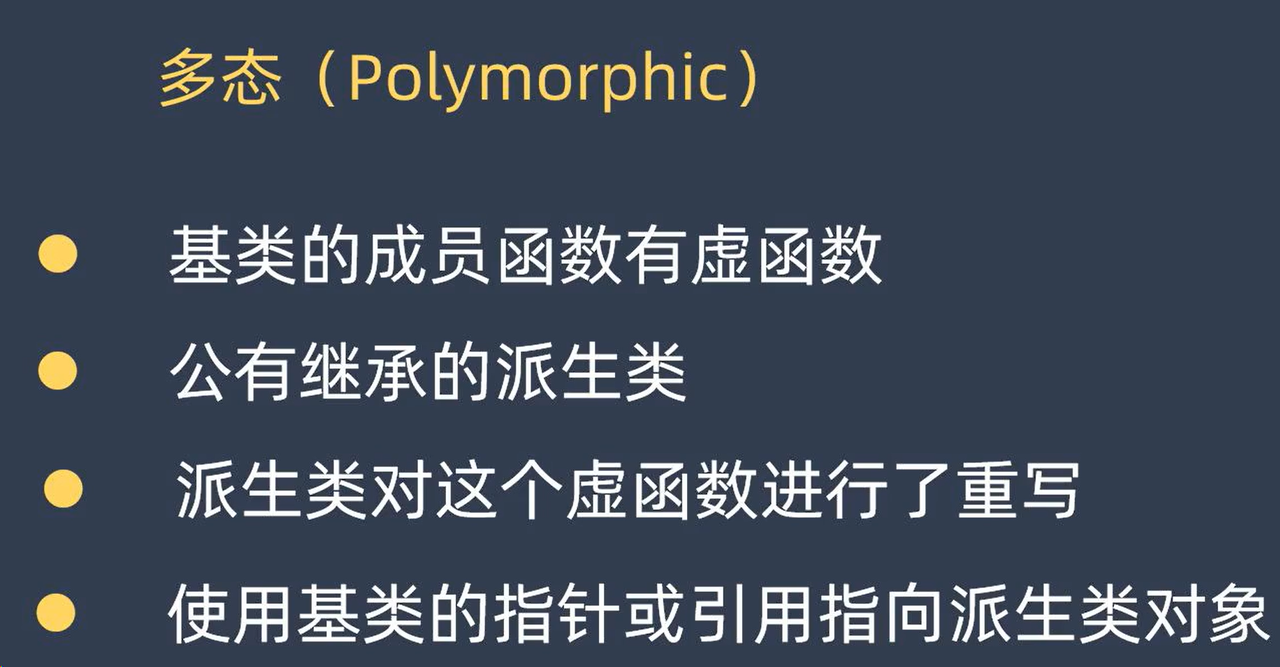 多态（Polymorphic）
基类的成员函数有虚函数
公有继承的派生类
派生类对这个虚函数进行了重写
使用基类的指针或引用指向派生类对象